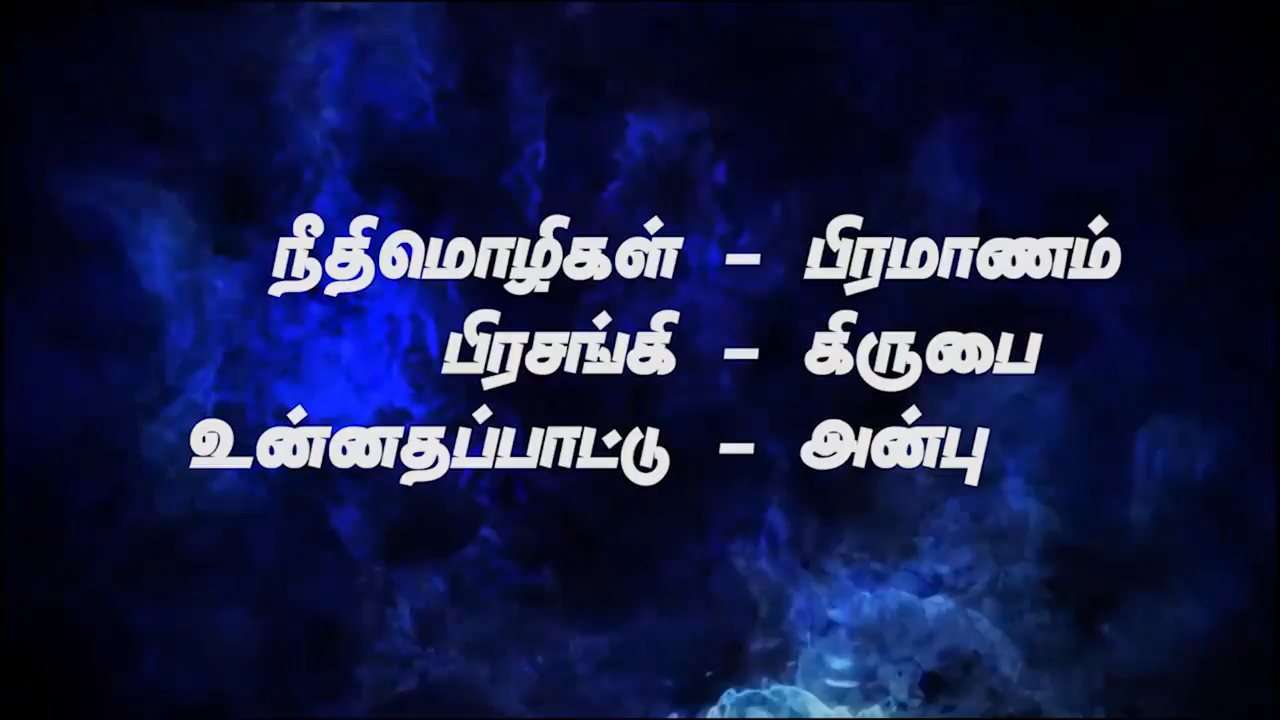 நீதிமொழிகள் - பிரமாணம்
பிரசங்கி - கிருபை
உன்னதப்பாட்டு - அன்பு